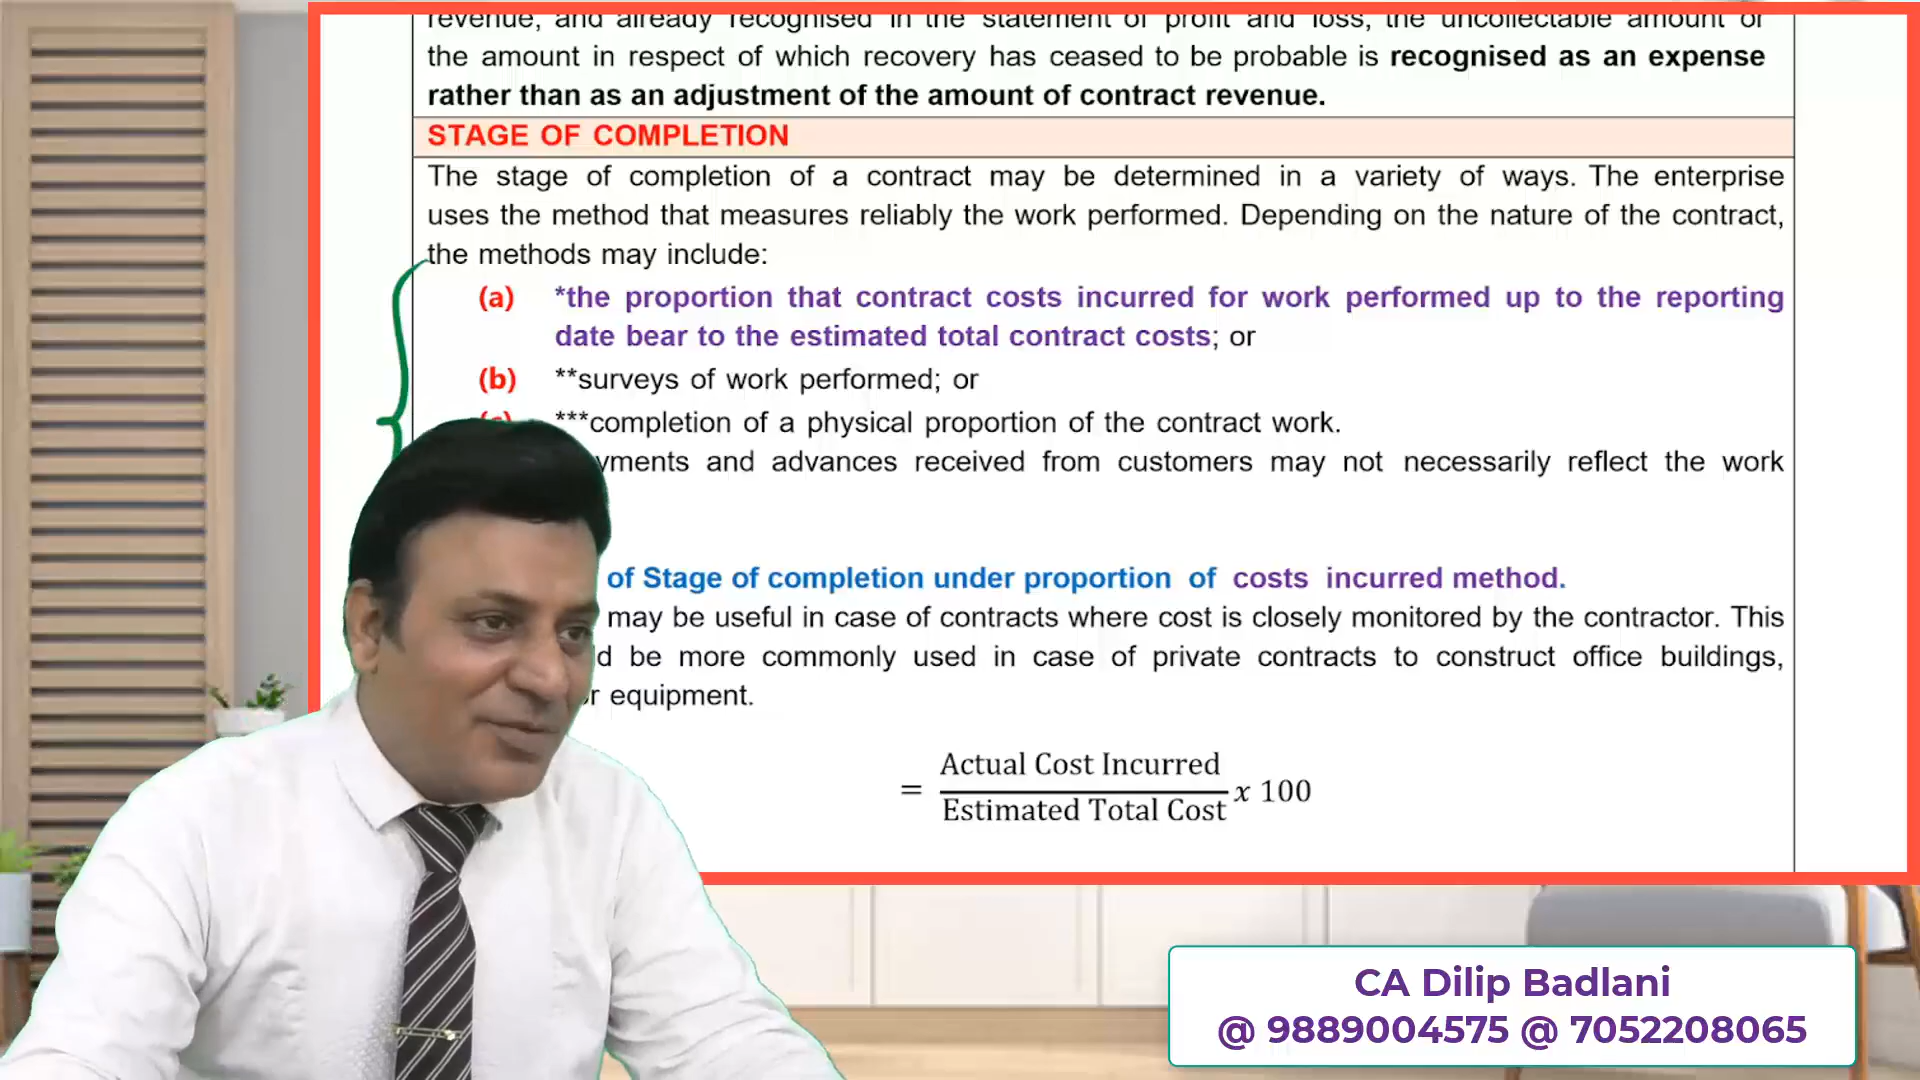 revenue, and already recognised in the statement of profit and loss, the uncollectable amount or
the amount in respect of which recovery has ceased to be probable is recognised as an expense
rather than as an adjustment of the amount of contract revenue.
STAGE OF COMPLETION
The stage of completion of a contract may be determined in a variety of ways. The enterprise
uses the method that measures reliably the work performed. Depending on the nature of the contract,
the methods may include:
(a) *the proportion that contract costs incurred for work performed up to the reporting
date bear to the estimated total contract costs; or
(b) **surveys of work performed; or
***completion of a physical proportion of the contract work.
and advances received from customers may not necessarily reflect the work
of Stage of completion under proportion of costs incurred method.
may be useful in case of contracts where cost is closely monitored by the contractor. This
be more commonly used in case of private contracts to construct office buildings,
equipment.
Actual Cost Incurred
= x 100
Estimated Total Cost
CA Dilip Badlani
@ 9889004575 @ 7052208065